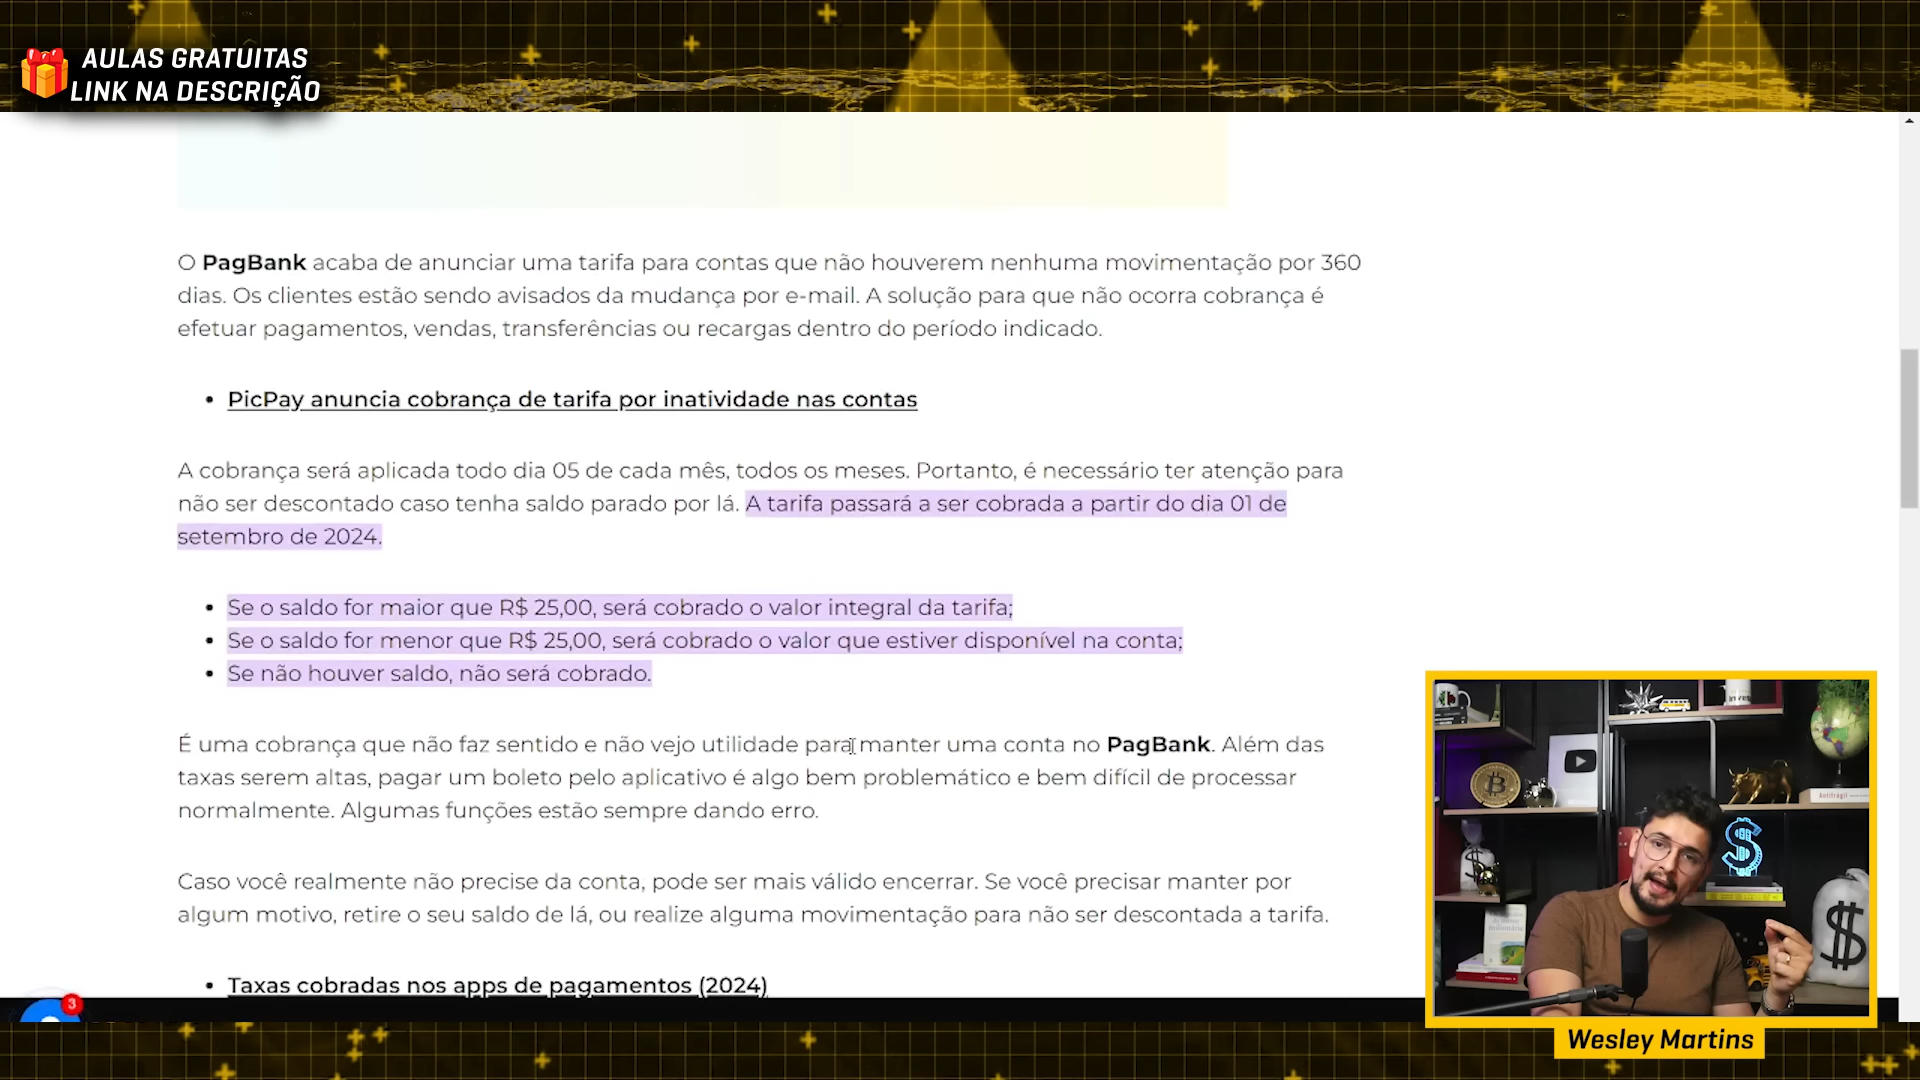 AULAS GRATUITAS
LINK NA DESCRIÇÃO
O PagBank acaba de anunciar uma tarifa para contas que não houverem nenhuma movimentação por 360
dias. Os clientes estão sendo avisados da mudança por e-mail. A solução para que não ocorra cobrança é
efetuar pagamentos, vendas, transferências ou recargas dentro do período indicado.
• PicPay anuncia cobrança de tarifa por inatividade nas contas
A cobrança será aplicada todo dia 05 de cada mês, todos os meses. Portanto, é necessário ter atenção para
não ser descontado caso tenha saldo parado por lá. A tarifa passará a ser cobrada a partir do dia 01 de
setembro de 2024.
• Se o saldo for maior que R$ 25,00, será cobrado o valor integral da tarifa;
• Se o saldo for menor que R$ 25,00, será cobrado o valor que estiver disponível na conta;
• Se não houver saldo, não será cobrado.
É uma cobrança que não faz sentido e não vejo utilidade para manter uma conta no PagBank. Além das
taxas serem altas, pagar um boleto pelo aplicativo é algo bem problemático e bem difícil de processar
normalmente. Algumas funções estão sempre dando erro.
Caso você realmente não precise da conta, pode ser mais válido encerrar. Se você precisar manter por
algum motivo, retire o seu saldo de lá, ou realize alguma movimentação para não ser descontada a tarifa.
• Taxas cobradas nos apps de pagamentos (2024)
3
Antifrágil
Wesley Martins